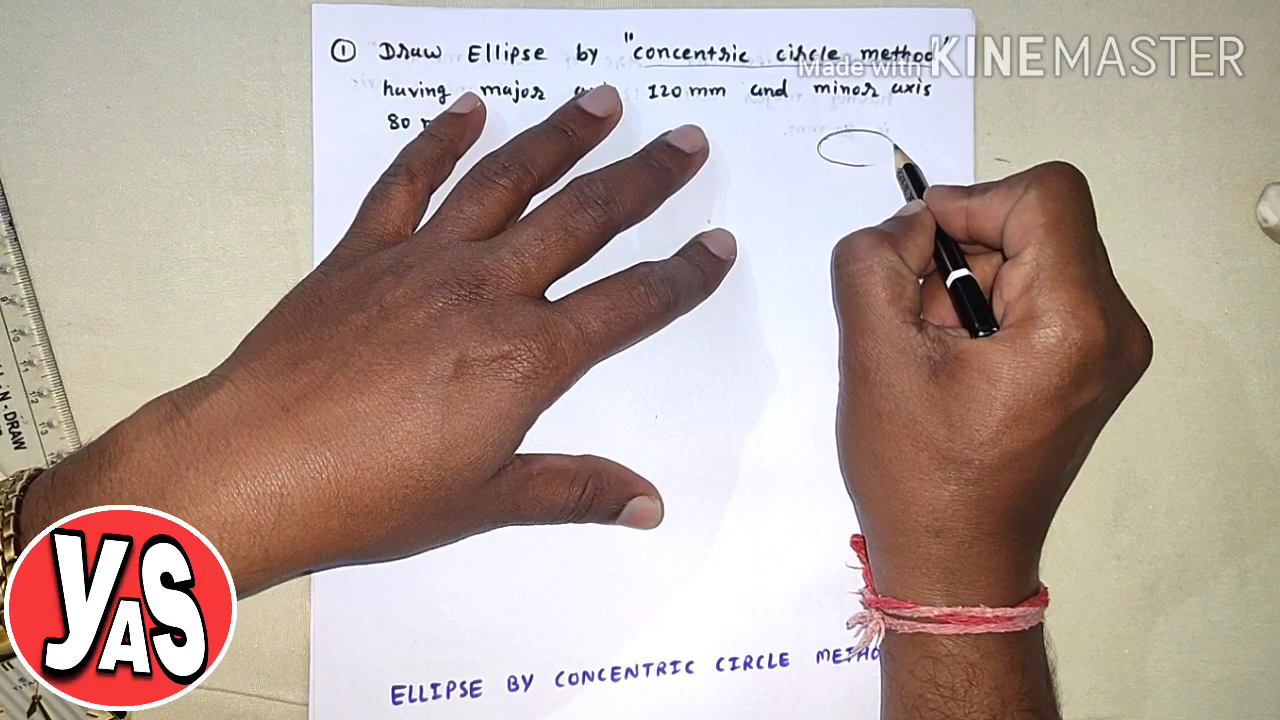 ① Draw Ellipse by "concentric circle method"
Made with KINEMASTER
having major 120 mm and minor axis
80
N-DRAW
YAS
ELLIPSE BY CONCENTRIC CIRCLE